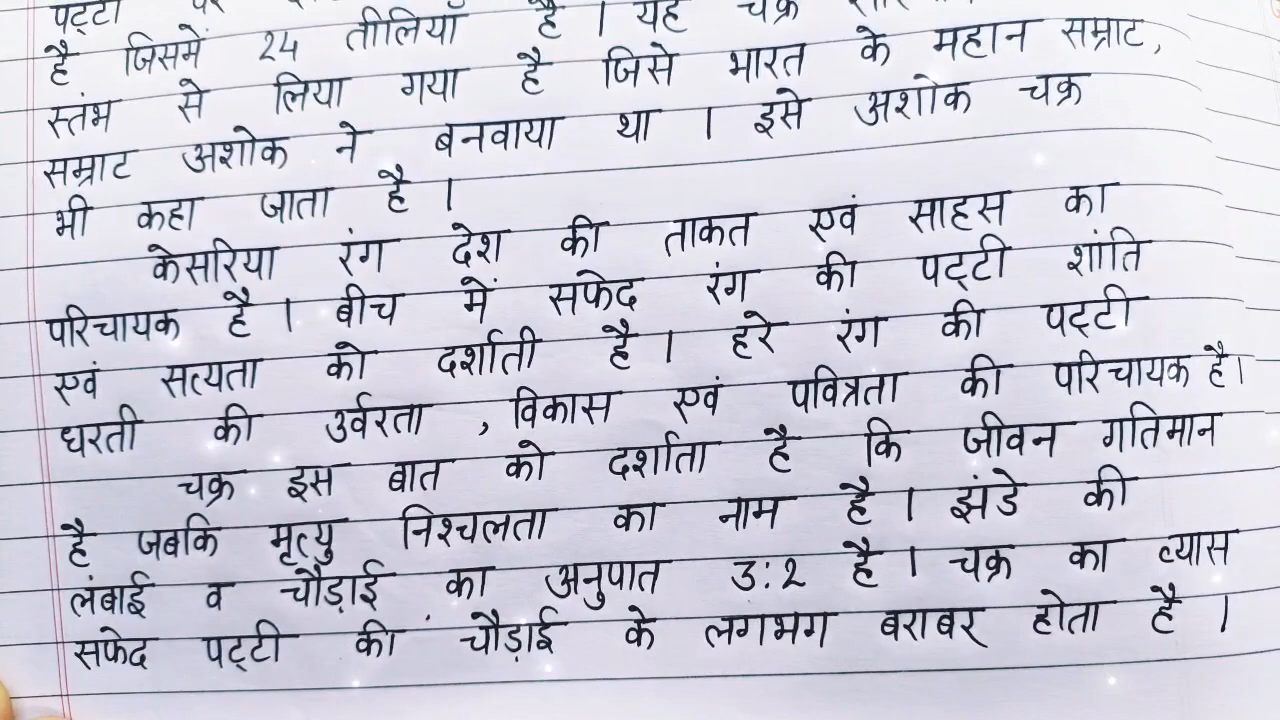 पट्टी पर
है जिसमें 24 तीलियाँ है । यह चक्र
स्तंभ से लिया गया है जिसे भारत के महान सम्राट,
सम्राट अशोक ने बनवाया था । इसे अशोक चक्र
भी कहा जाता है ।
केसरिया रंग देश की ताकत एवं साहस का
परिचायक है । बीच में सफेद रंग की पट्टी शांति
एवं सत्यता को दर्शाती है । हरे रंग की पट्टी
धरती की उर्वरता , विकास एवं पवित्रता की परिचायक है।
चक्र इस बात को दर्शाता है कि जीवन गतिमान
है जबकि मृत्यु निश्चलता का नाम है । झंडे की
लंबाई व चौड़ाई का अनुपात 3:2 है । चक्र का व्यास
सफेद पट्टी की चौड़ाई के लगभग बराबर होता है ।